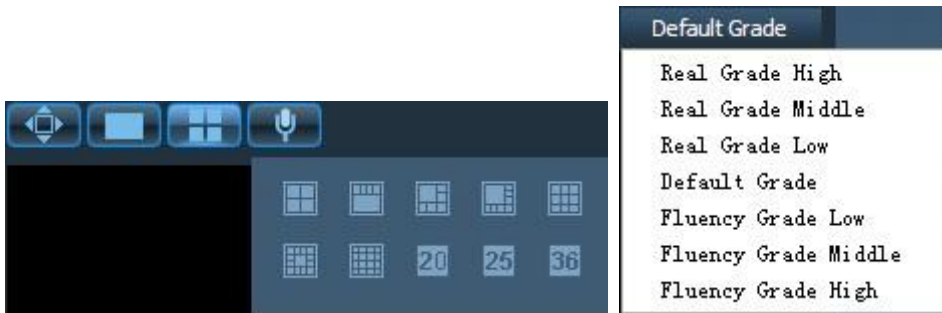 20 25 36
Default Grade
Real Grade High
Real Grade Middle
Real Grade Low
Default Grade
Fluency Grade Low
Fluency Grade Middle
Fluency Grade High